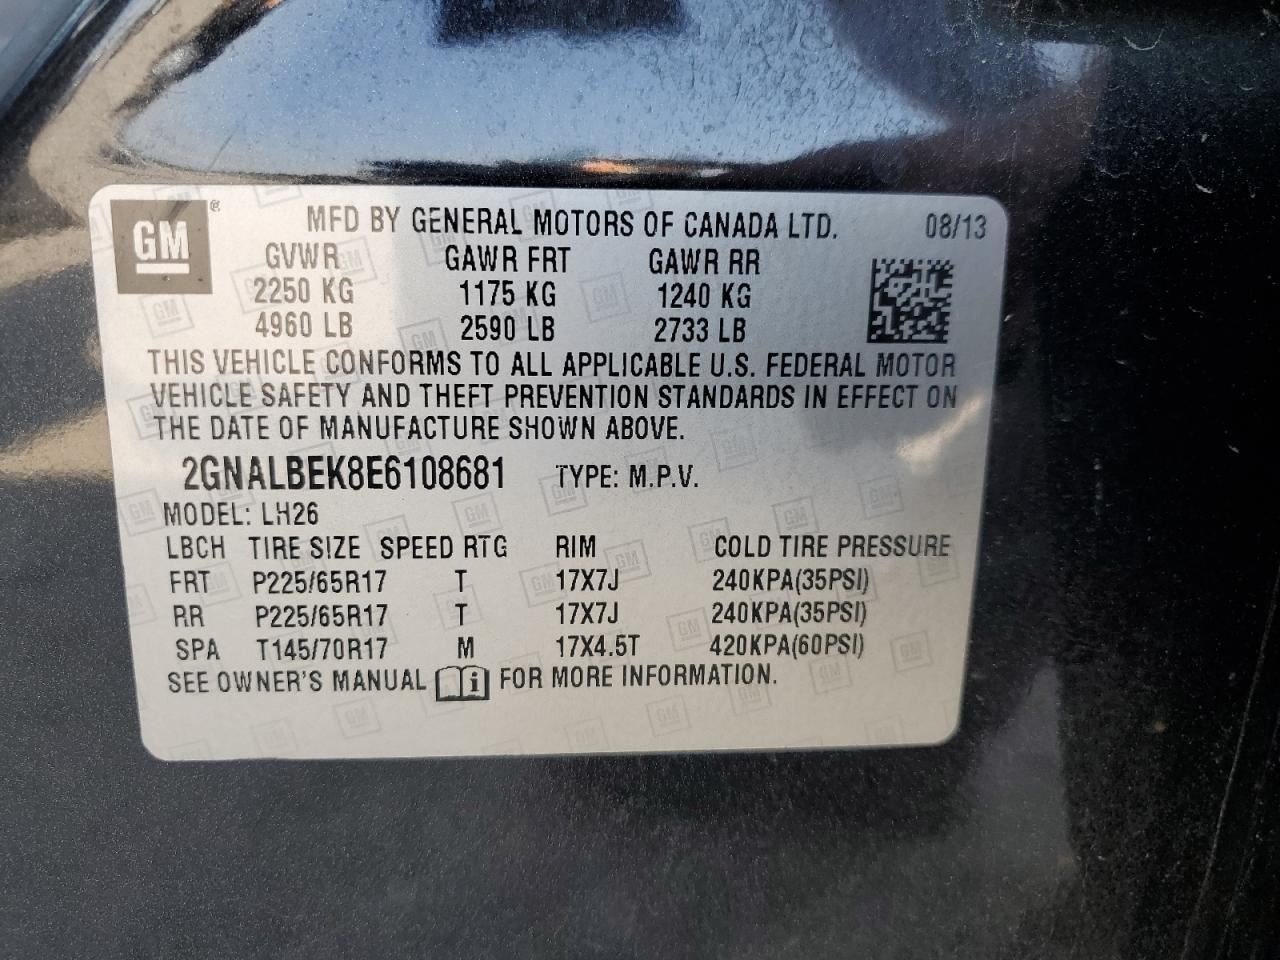 GM ® MFD BY GENERAL MOTORS OF CANADA LTD. 08/13
GVWR GAWR FRT GAWR RR
2250 KG 1175 KG 1240 KG
4960 LB 2590 LB 2733 LB
THIS VEHICLE CONFORMS TO ALL APPLICABLE U.S. FEDERAL MOTOR
VEHICLE SAFETY AND THEFT PREVENTION STANDARDS IN EFFECT ON
THE DATE OF MANUFACTURE SHOWN ABOVE.
2GNALBEK8E6108681 TYPE: M.P.V.
MODEL: LH26
LBCH TIRE SIZE SPEED RTG RIM COLD TIRE PRESSURE
FRT P225/65R17 T 17X7J 240KPA(35PSI)
RR P225/65R17 T 17X7J 240KPA(35PSI)
SPA T145/70R17 M 17X4.5T 420KPA(60PSI)
SEE OWNER'S MANUAL i FOR MORE INFORMATION.